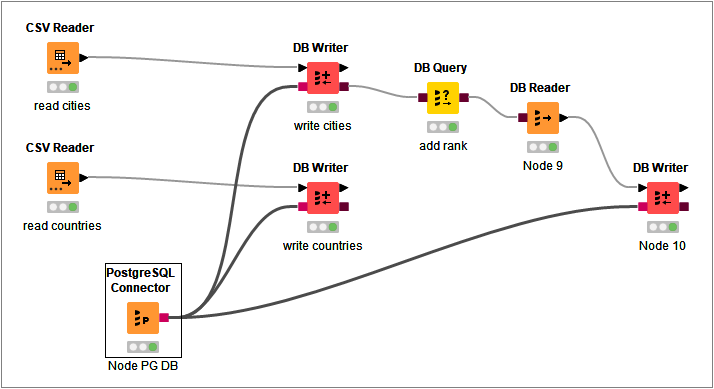 CSV Reader
read cities
DB Writer
write cities
DB Query
?
add rank
DB Reader
Node 9
CSV Reader
read countries
DB Writer
write countries
DB Writer
Node 10
PostgreSQL
Connector
P
Node PG DB